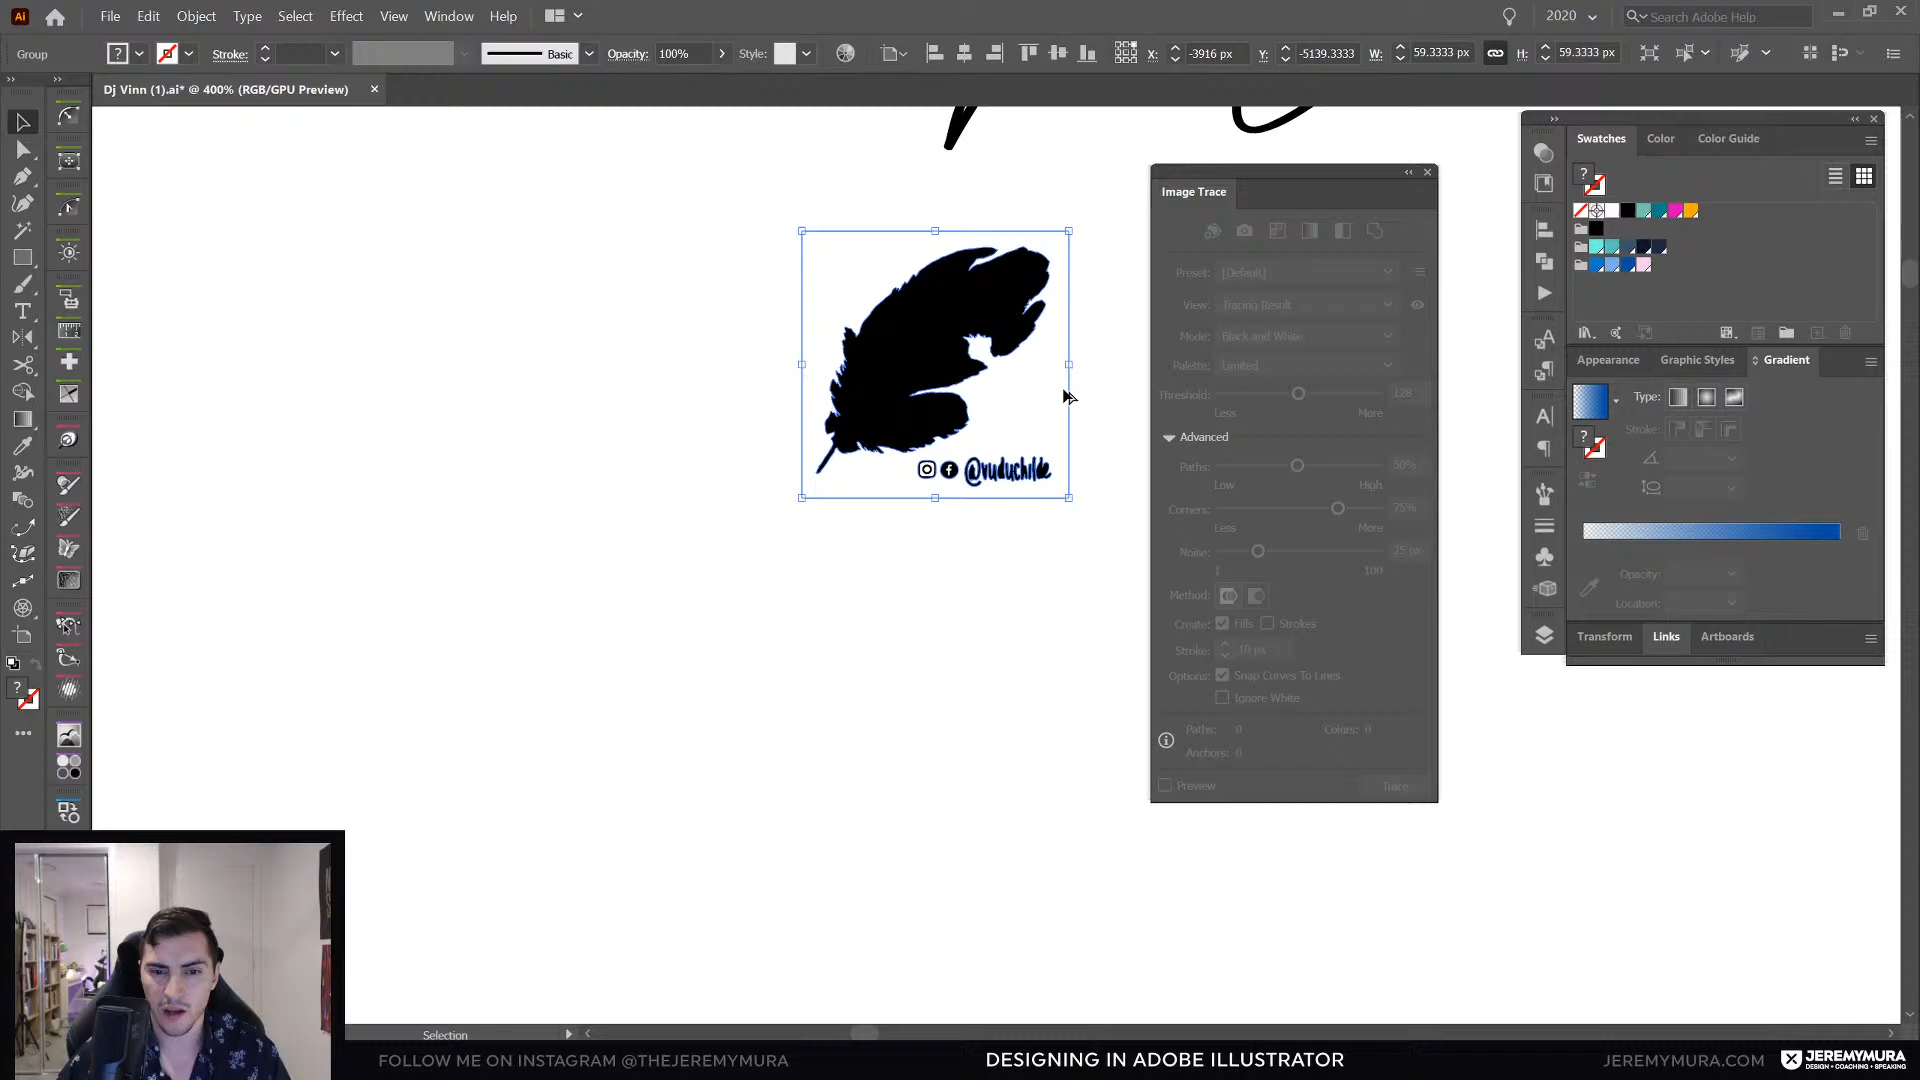 Ai File Edit Object Type Select Effect View Window Help 2020 Search Adobe Help
Group ? Stroke: Basic Opacity: 100% Style: X: -3916 px Y: -5139.3333 W: 59.3333 px H: 59.3333 px
Dj Vinn (1).ai* @ 400% (RGB/GPU Preview)
Swatches Color Color Guide
?
Image Trace
Preset: [Default]
View: Tracing Result
Mode: Black and White
Palette: Limited
Threshold: 128
Less More
Advanced
Paths: 50%
Low High
Corners: 75%
Less More
Noise: 25 px
1 100
Method:
Create: Fills Strokes
Stroke: 10 px
Options: Snap Curves To Lines
Ignore White
Paths: 0 Colors: 0
Anchors: 0
Preview Trace
Appearance Graphic Styles Gradient
Type:
Stroke:
?
Opacity:
Location:
Transform Links Artboards
@vuduchilde
?
Selection
FOLLOW ME ON INSTAGRAM @THEJEREMYMURA
DESIGNING IN ADOBE ILLUSTRATOR
JEREMYMURA.COM
JEREMYMURA
DESIGN • COACHING • SPEAKING